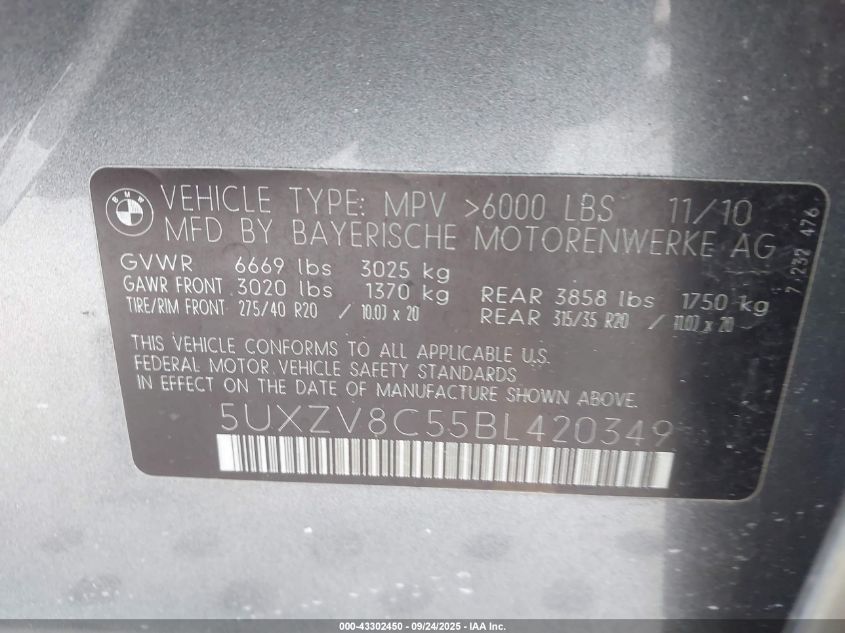 BMW
VEHICLE TYPE: MPV >6000 LBS 11/10
MFD BY BAYERISCHE MOTORENWERKE AG
7.232 476
GVWR 6669 lbs 3025 kg
GAWR FRONT 3020 lbs 1370 kg REAR 3858 lbs 1750 kg
TIRE/RIM FRONT 275/40 R20 / 10.0J x 20 REAR 315/35 R20 / 11.0J x 20
THIS VEHICLE CONFORMS TO ALL APPLICABLE U.S.
FEDERAL MOTOR VEHICLE SAFETY STANDARDS
IN EFFECT ON THE DATE OF MANUFACTURE SHOWN ABOVE.
5UXZV8C55BL420349
000-43302450 - 09/24/2025 - IAA Inc.